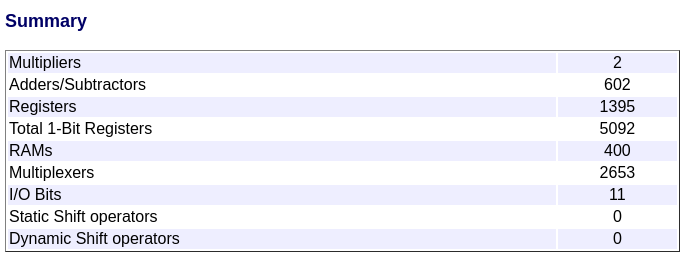 Summary
Multipliers 2
Adders/Subtractors 602
Registers 1395
Total 1-Bit Registers 5092
RAMs 400
Multiplexers 2653
I/O Bits 11
Static Shift operators 0
Dynamic Shift operators 0